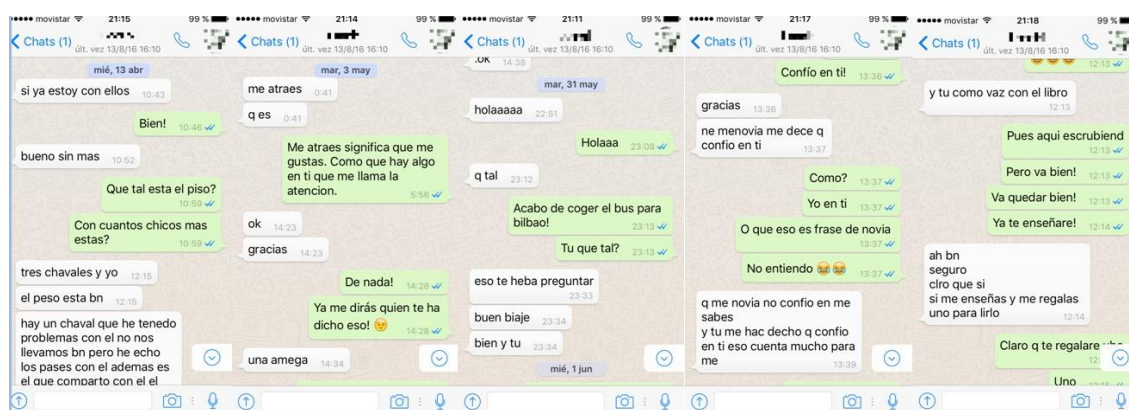 movistar 21:15 99 %
Chats (1)
últ. vez 13/8/16 16:10
mié, 13 abr
si ya estoy con ellos 10:43
Bien! 10:46
bueno sin mas 10:52
Que tal esta el piso?
10:59
Con cuantos chicos mas
estas? 10:59
tres chavales y yo 12:15
el peso esta bn 12:15
hay un chaval que he tenedo
problemas con el no nos
llevamos bn pero he echo
los pases con el ademas es
el que comparto con el el
movistar 21:14 99 %
Chats (1)
últ. vez 13/8/16 16:10
mar, 3 may
me atraes 0:41
q es 0:41
Me atraes significa que me
gustas. Como que hay algo
en ti que me llama la
atencion. 5:56
ok 14:23
gracias 14:23
De nada! 14:28
Ya me dirás quien te ha
dicho eso! 14:28
una amega 14:34
movistar 21:11 99 %
Chats (1)
últ. vez 13/8/16 16:10
.ok 14:38
mar, 31 may
holaaaaa 22:51
Holaaa 23:08
q tal 23:12
Acabo de coger el bus para
bilbao! 23:13
Tu que tal? 23:13
eso te heba preguntar
23:33
buen biaje 23:34
bien y tu 23:34
mié, 1 jun
movistar 21:17 99 %
Chats (1)
últ. vez 13/8/16 16:10
Confío en ti! 13:36
gracias 13:36
ne menovia me dece q
confio en ti 13:37
Como? 13:37
Yo en ti 13:37
O que eso es frase de novia
13:37
No entiendo 😂😂 13:37
q me novia no confio en me
sabes
y tu me hac decho q confio
en ti eso cuenta mucho para
me 13:39
movistar 21:18 99 %
Chats (1)
últ. vez 13/8/16 16:10
12:13
y tu como vaz con el libro
12:13
Pues aqui escrubiend
12:13
Pero va bien! 12:13
Va quedar bien! 12:13
Ya te enseñare! 12:14
ah bn
seguro
clro que si
si me enseñas y me regalas
uno para lirlo 12:14
Claro q te regalare
12:
Uno